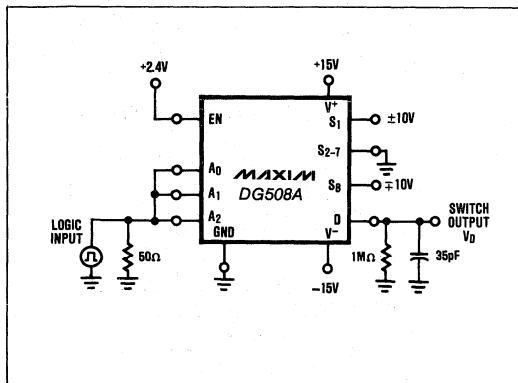 +2.4V
+15V
EN
V+
S1
±10V
S2-7
A0
MAXIM
A1
DG508A
S8
∓10V
A2
GND
D
SWITCH
OUTPUT
VD
LOGIC
INPUT
V−
50Ω
1MΩ
35pF
−15V